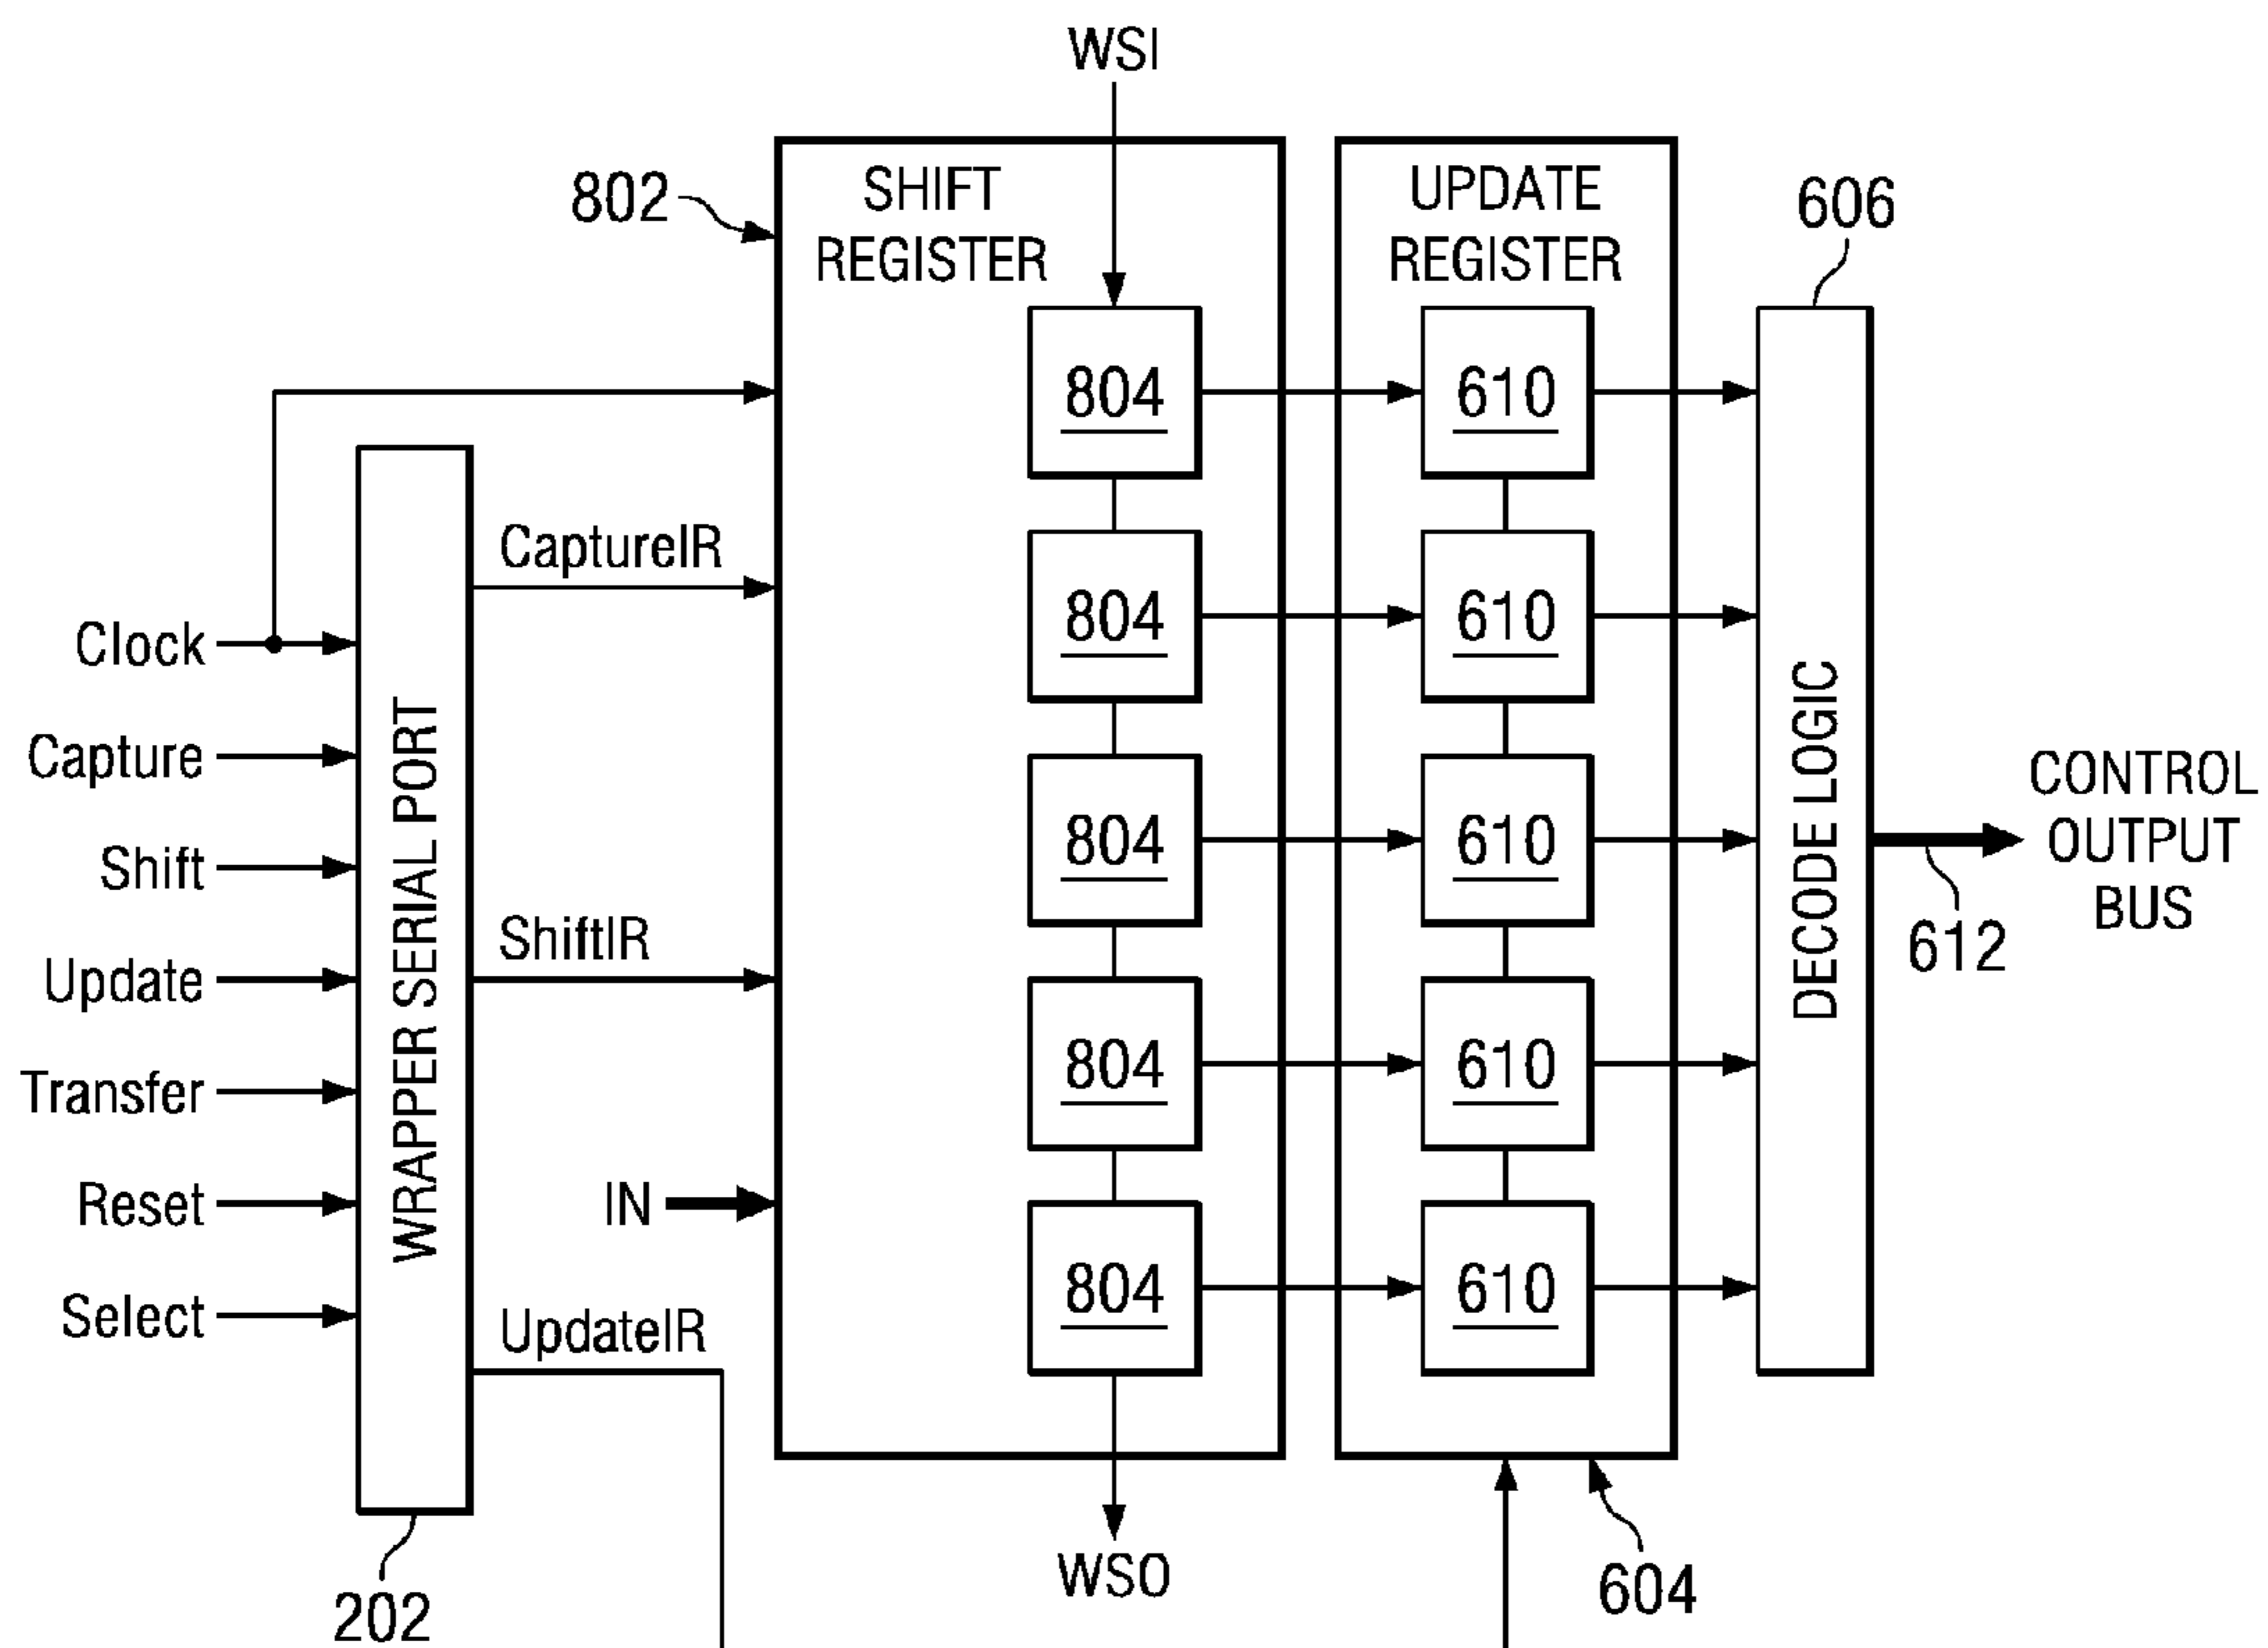 WSI
802
SHIFT
REGISTER
UPDATE
REGISTER
606
804
610
CaptureIR
804
610
Clock
Capture
Shift
Update
Transfer
Reset
Select
WRAPPER SERIAL PORT
804
610
DECODE LOGIC
CONTROL
OUTPUT
BUS
612
ShiftIR
804
610
IN
804
610
UpdateIR
WSO
604
202